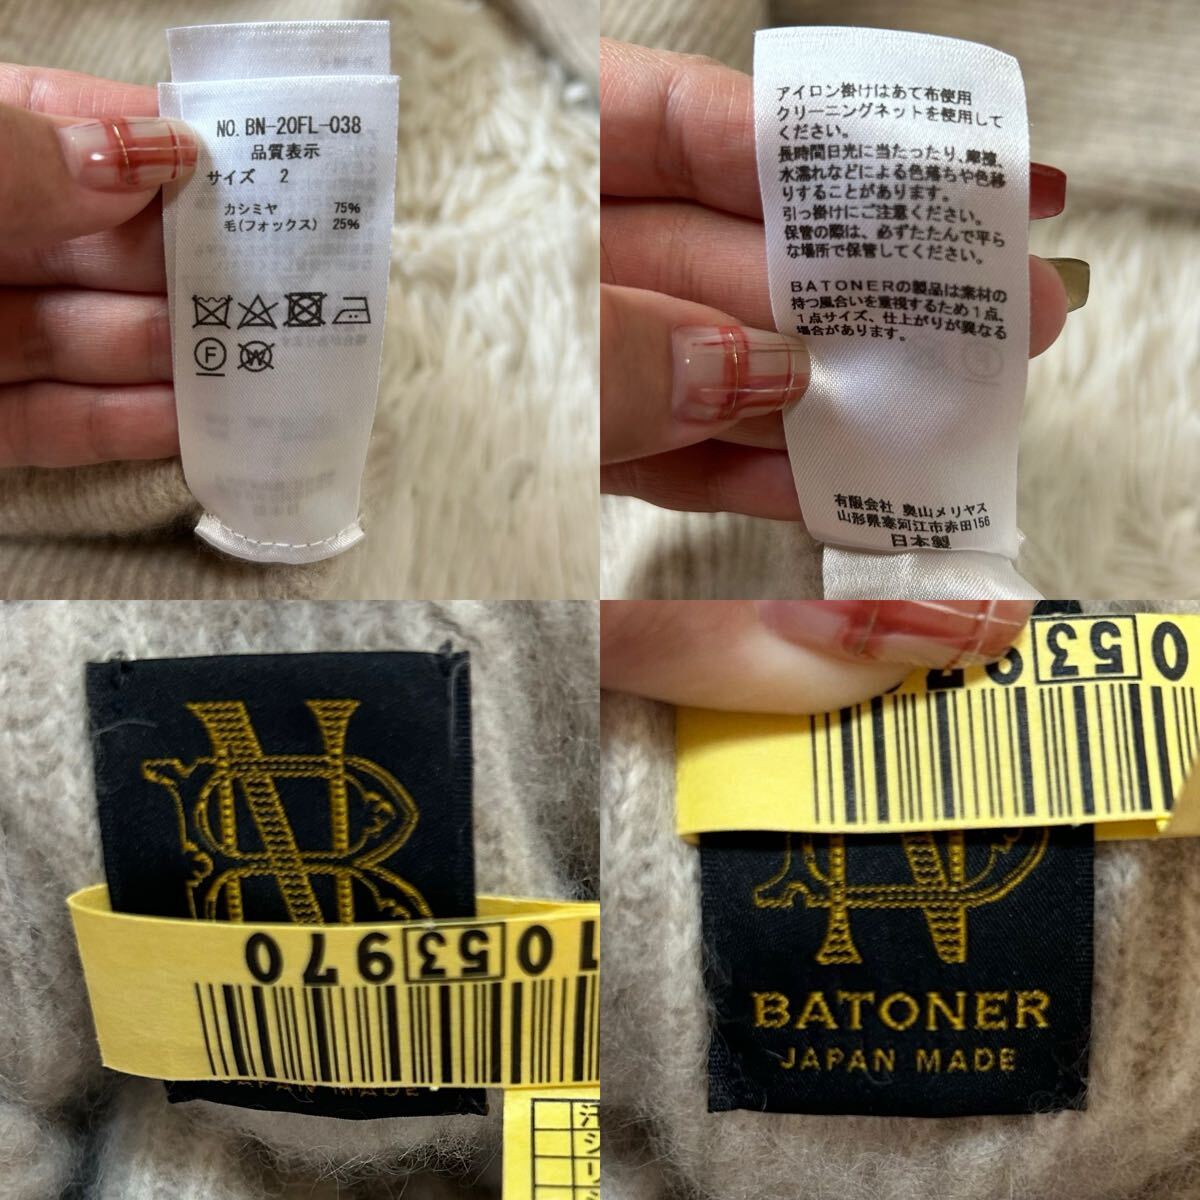 NO. BN-20FL-038
品質表示
サイズ 2
カシミヤ 75%
毛(フォックス) 25%
F
W
アイロン掛けはあて布使用
クリーニングネットを使用して
ください。
長時間日光に当たったり、摩擦、
水濡れなどによる色落ちや色移
りすることがあります。
引っ掛けにご注意ください。
保管の際は、必ずたたんで平ら
な場所で保管してください。
BATONERの製品は素材の
持つ風合いを重視するため1点、
1点サイズ、仕上がりが異なる
場合があります。
有限会社 奥山メリヤス
山形県寒河江市赤田156
日本製
10 53 970
JAPAN MADE
0 53
BATONER
JAPAN MADE